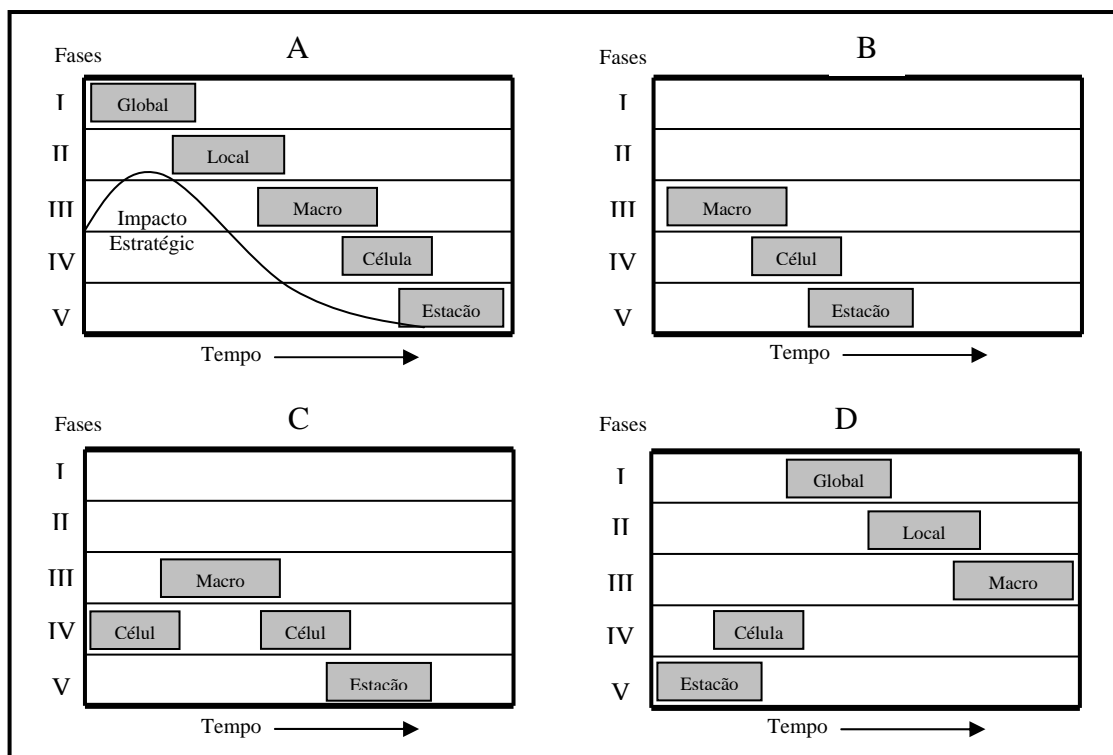 A
Fases
I
Global
II
Local
III
Macro
Impacto
Estratégic
IV
Célula
V
Estacão
Tempo
B
Fases
I
II
III
Macro
IV
Célul
V
Estacão
Tempo
C
Fases
I
II
III
Macro
IV
Célul
Célul
V
Estacão
Tempo
D
Fases
I
Global
II
Local
III
Macro
IV
Célula
V
Estacão
Tempo